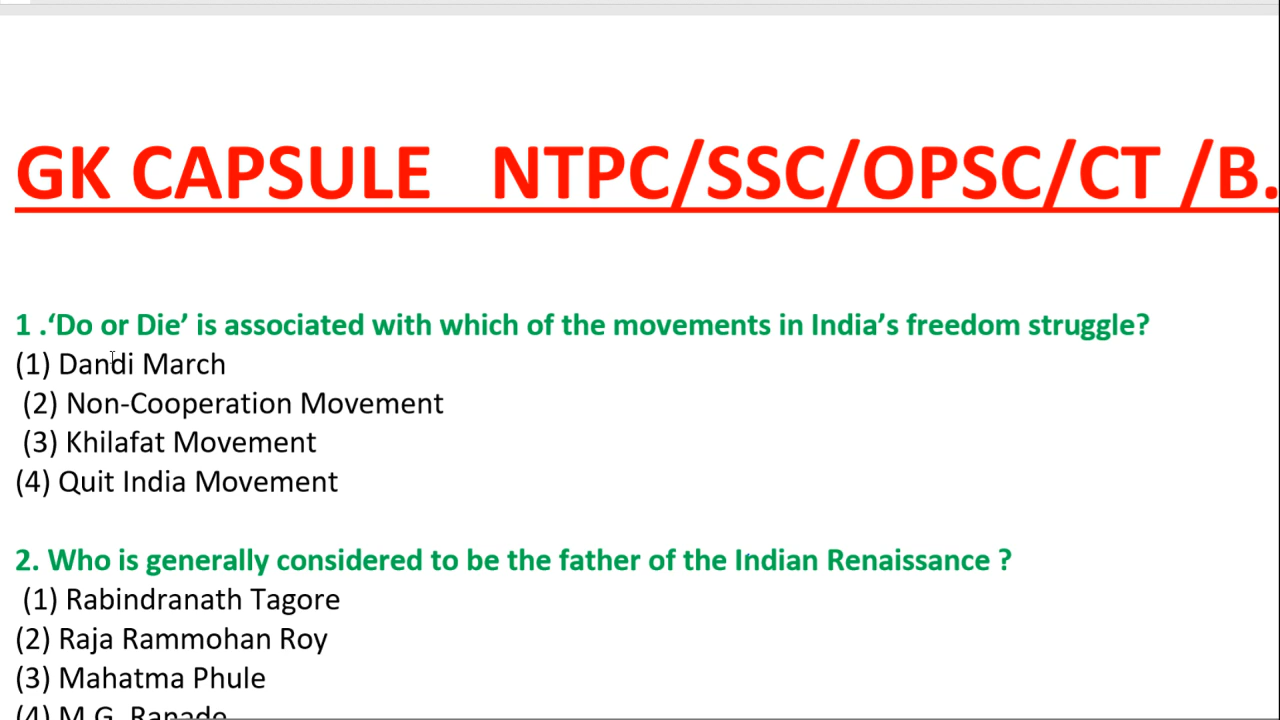 GK CAPSULE NTPC/SSC/OPSC/CT /B.
1 .‘Do or Die’ is associated with which of the movements in India’s freedom struggle?
(1) Dandi March
(2) Non-Cooperation Movement
(3) Khilafat Movement
(4) Quit India Movement
2. Who is generally considered to be the father of the Indian Renaissance ?
(1) Rabindranath Tagore
(2) Raja Rammohan Roy
(3) Mahatma Phule
(4) M.G. Ranade